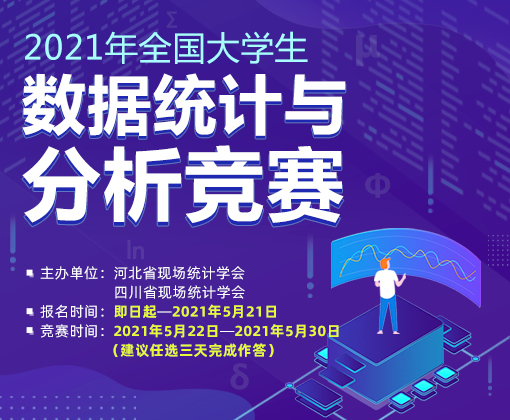 2021年全国大学生
数据统计与
分析竞赛
主办单位：河北省现场统计学会
四川省现场统计学会
报名时间：即日起—2021年5月21日
竞赛时间：2021年5月22日—2021年5月30日
（建议任选三天完成作答）
Σ
μ
Φ
ln
δ